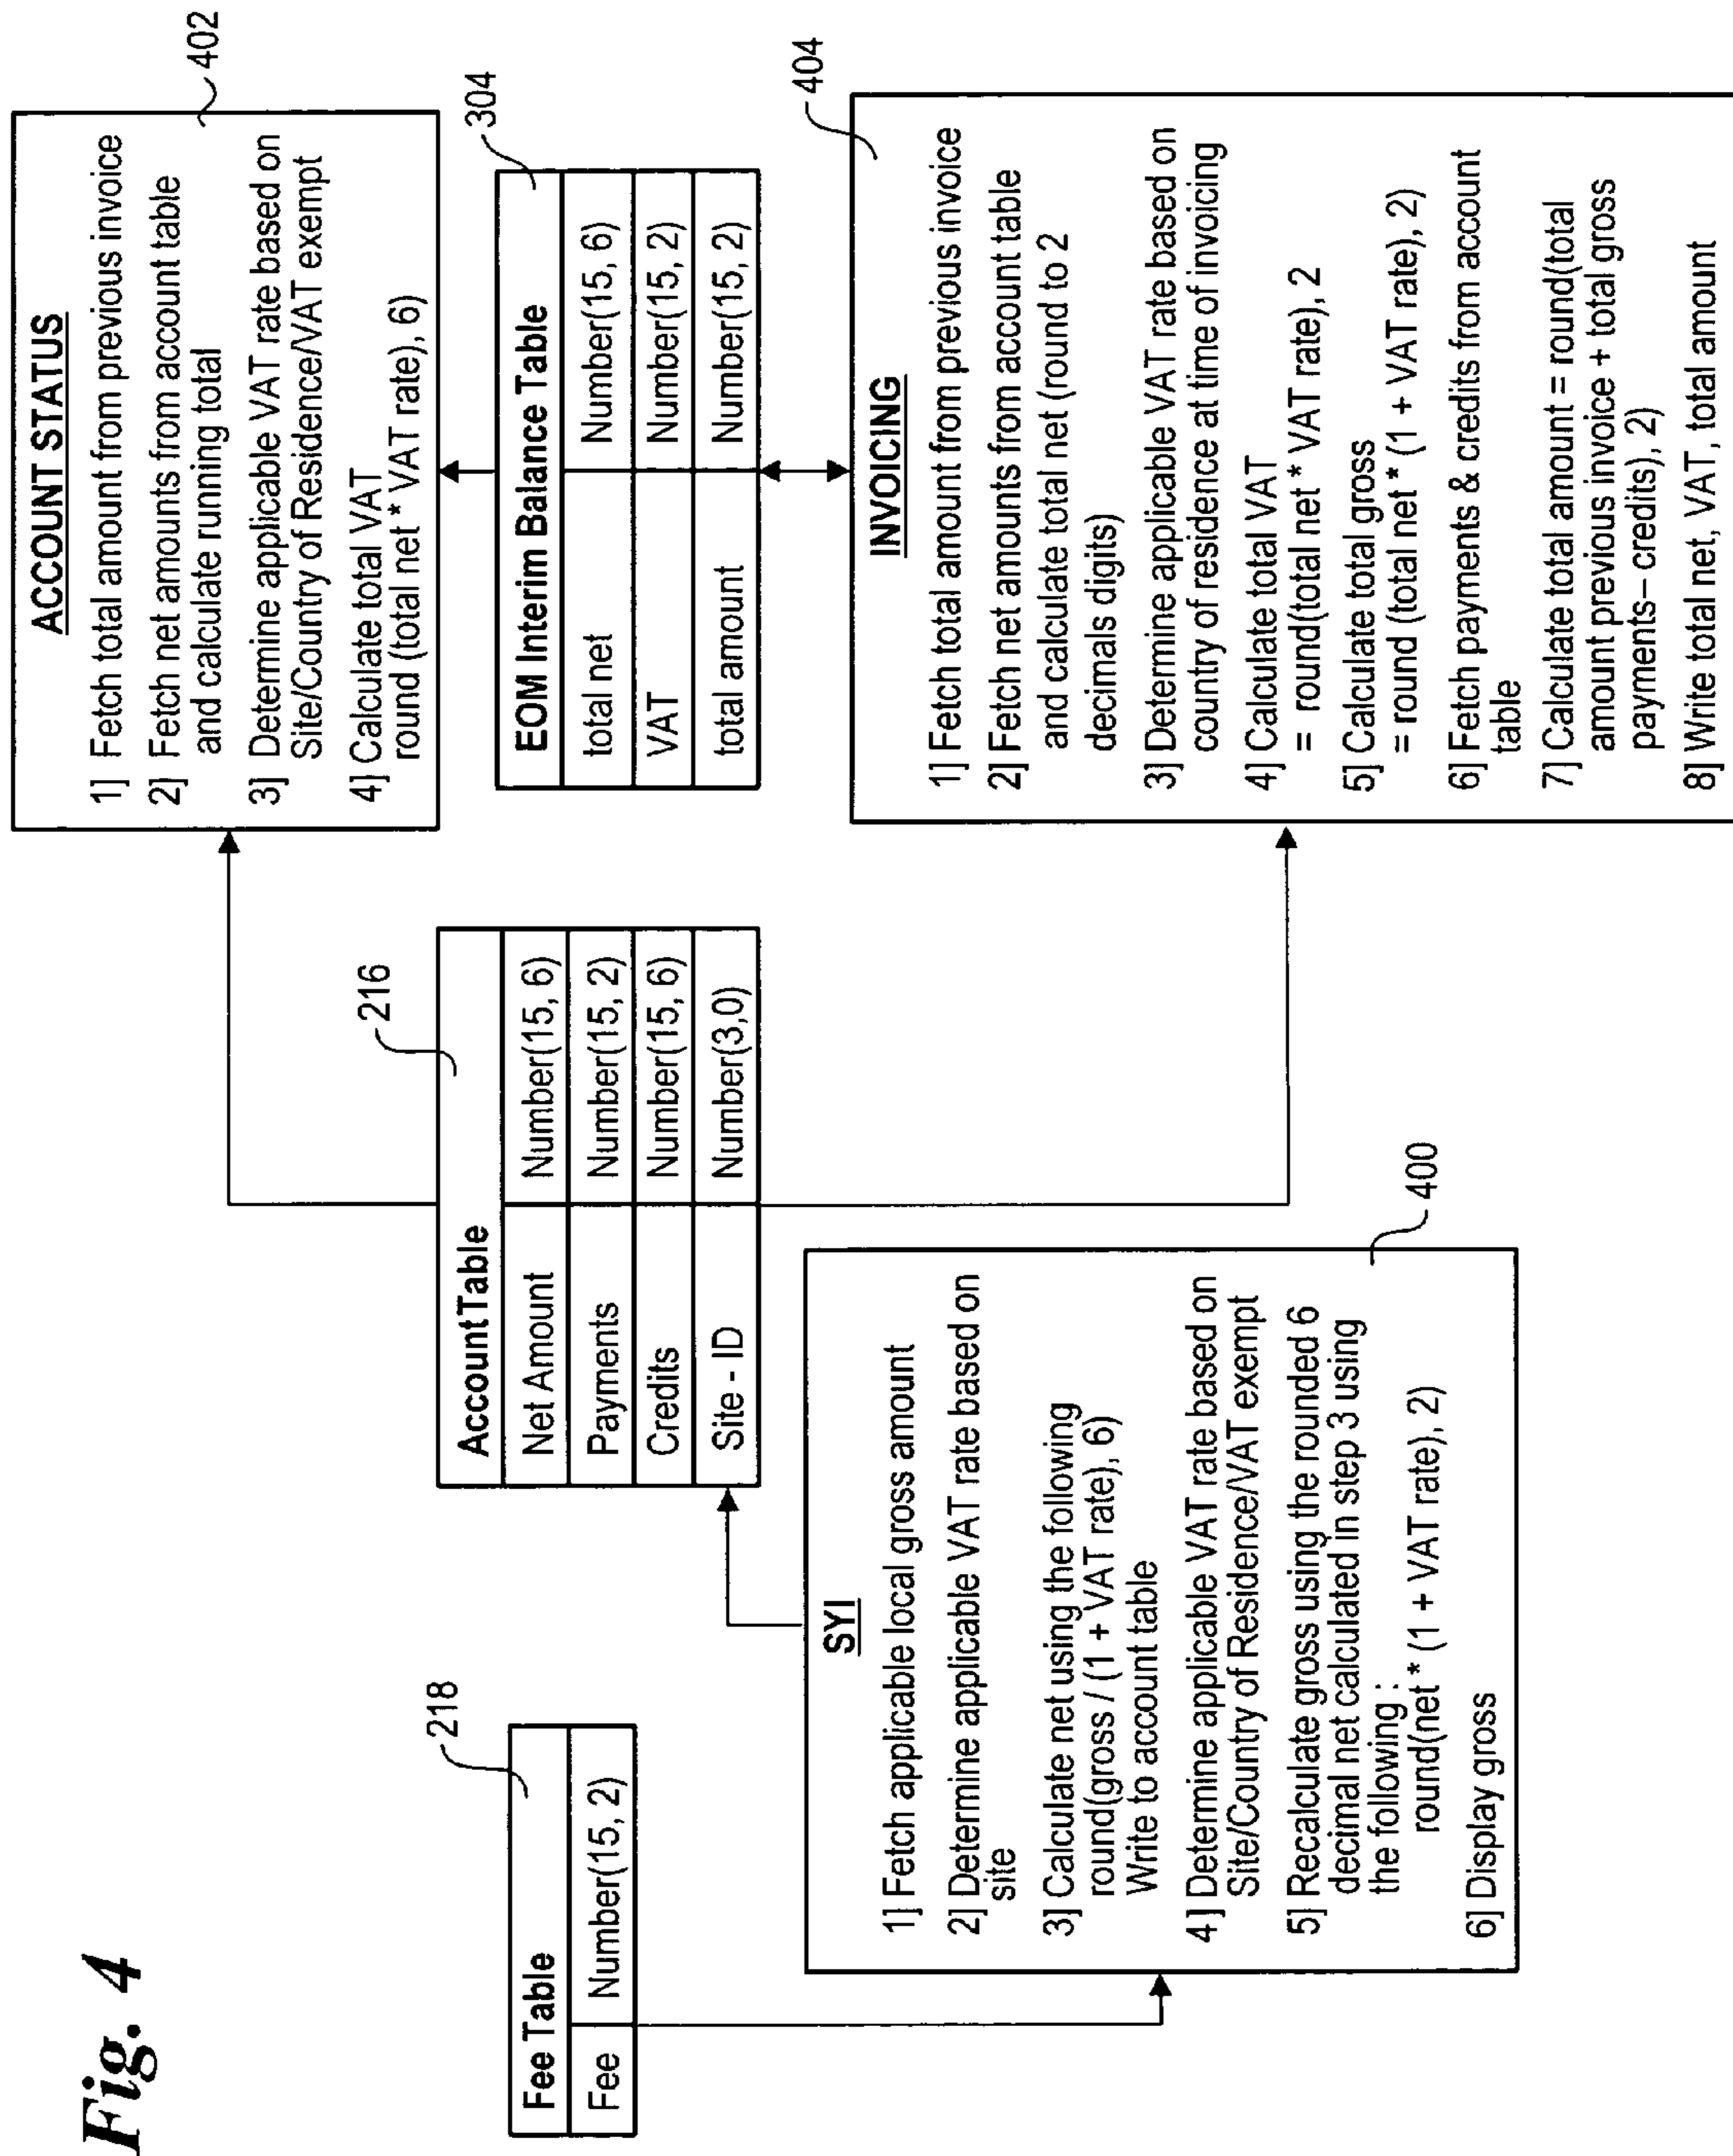 Fig. 4
218
Fee Table
Fee Number(15, 2)
SYI
1] Fetch applicable local gross amount
2] Determine applicable VAT rate based on
site
3] Calculate net using the following
round(gross / (1 + VAT rate), 6)
Write to account table
4] Determine applicable VAT rate based on
Site/Country of Residence/VAT exempt
5] Recalculate gross using the rounded 6
decimal net calculated in step 3 using
the following :
round(net * (1 + VAT rate), 2)
6] Display gross
400
216
Account Table
Net Amount Number(15, 6)
Payments Number(15, 2)
Credits Number(15, 6)
Site - ID Number(3,0)
ACCOUNT STATUS
1] Fetch total amount from previous invoice
2] Fetch net amounts from account table
and calculate running total
3] Determine applicable VAT rate based on
Site/Country of Residence/VAT exempt
4] Calculate total VAT
round (total net * VAT rate), 6)
402
304
EOM Interim Balance Table
total net Number(15, 6)
VAT Number(15, 2)
total amount Number(15, 2)
404
INVOICING
1] Fetch total amount from previous invoice
2] Fetch net amounts from account table
and calculate total net (round to 2
decimals digits)
3] Determine applicable VAT rate based on
country of residence at time of invoicing
4] Calculate total VAT
= round(total net * VAT rate), 2
5] Calculate total gross
= round (total net * (1 + VAT rate), 2)
6] Fetch payments & credits from account
table
7] Calculate total amount = round(total
amount previous invoice + total gross
payments– credits), 2)
8] Write total net, VAT, total amount